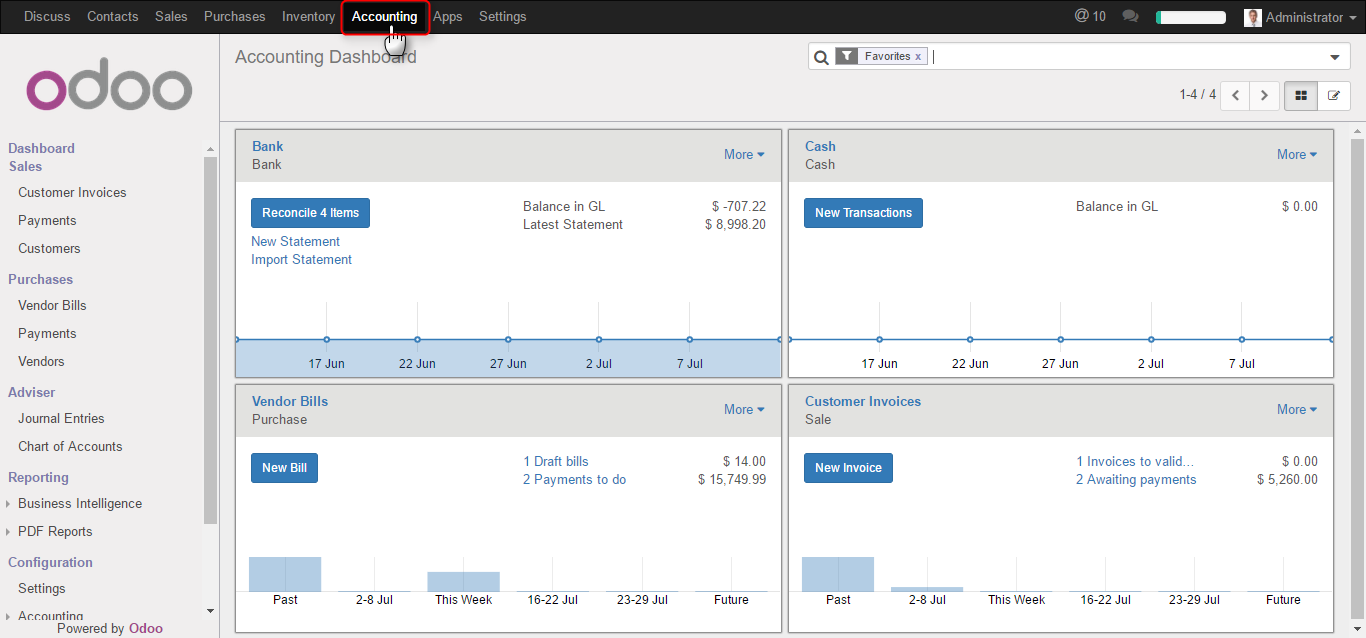 Discuss Contacts Sales Purchases Inventory Accounting Apps Settings @ 10 Administrator
odoo
Dashboard
Sales
Customer Invoices
Payments
Customers
Purchases
Vendor Bills
Payments
Vendors
Adviser
Journal Entries
Chart of Accounts
Reporting
Business Intelligence
PDF Reports
Configuration
Settings
Accounting
Powered by Odoo
Accounting Dashboard
Favorites x
1-4 / 4
Bank
Bank
More
Reconcile 4 Items
New Statement
Import Statement
Balance in GL $ -707.22
Latest Statement $ 8,998.20
17 Jun 22 Jun 27 Jun 2 Jul 7 Jul
Cash
Cash
More
New Transactions
Balance in GL $ 0.00
17 Jun 22 Jun 27 Jun 2 Jul 7 Jul
Vendor Bills
Purchase
More
New Bill
1 Draft bills $ 14.00
2 Payments to do $ 15,749.99
Past 2-8 Jul This Week 16-22 Jul 23-29 Jul Future
Customer Invoices
Sale
More
New Invoice
1 Invoices to valid... $ 0.00
2 Awaiting payments $ 5,260.00
Past 2-8 Jul This Week 16-22 Jul 23-29 Jul Future